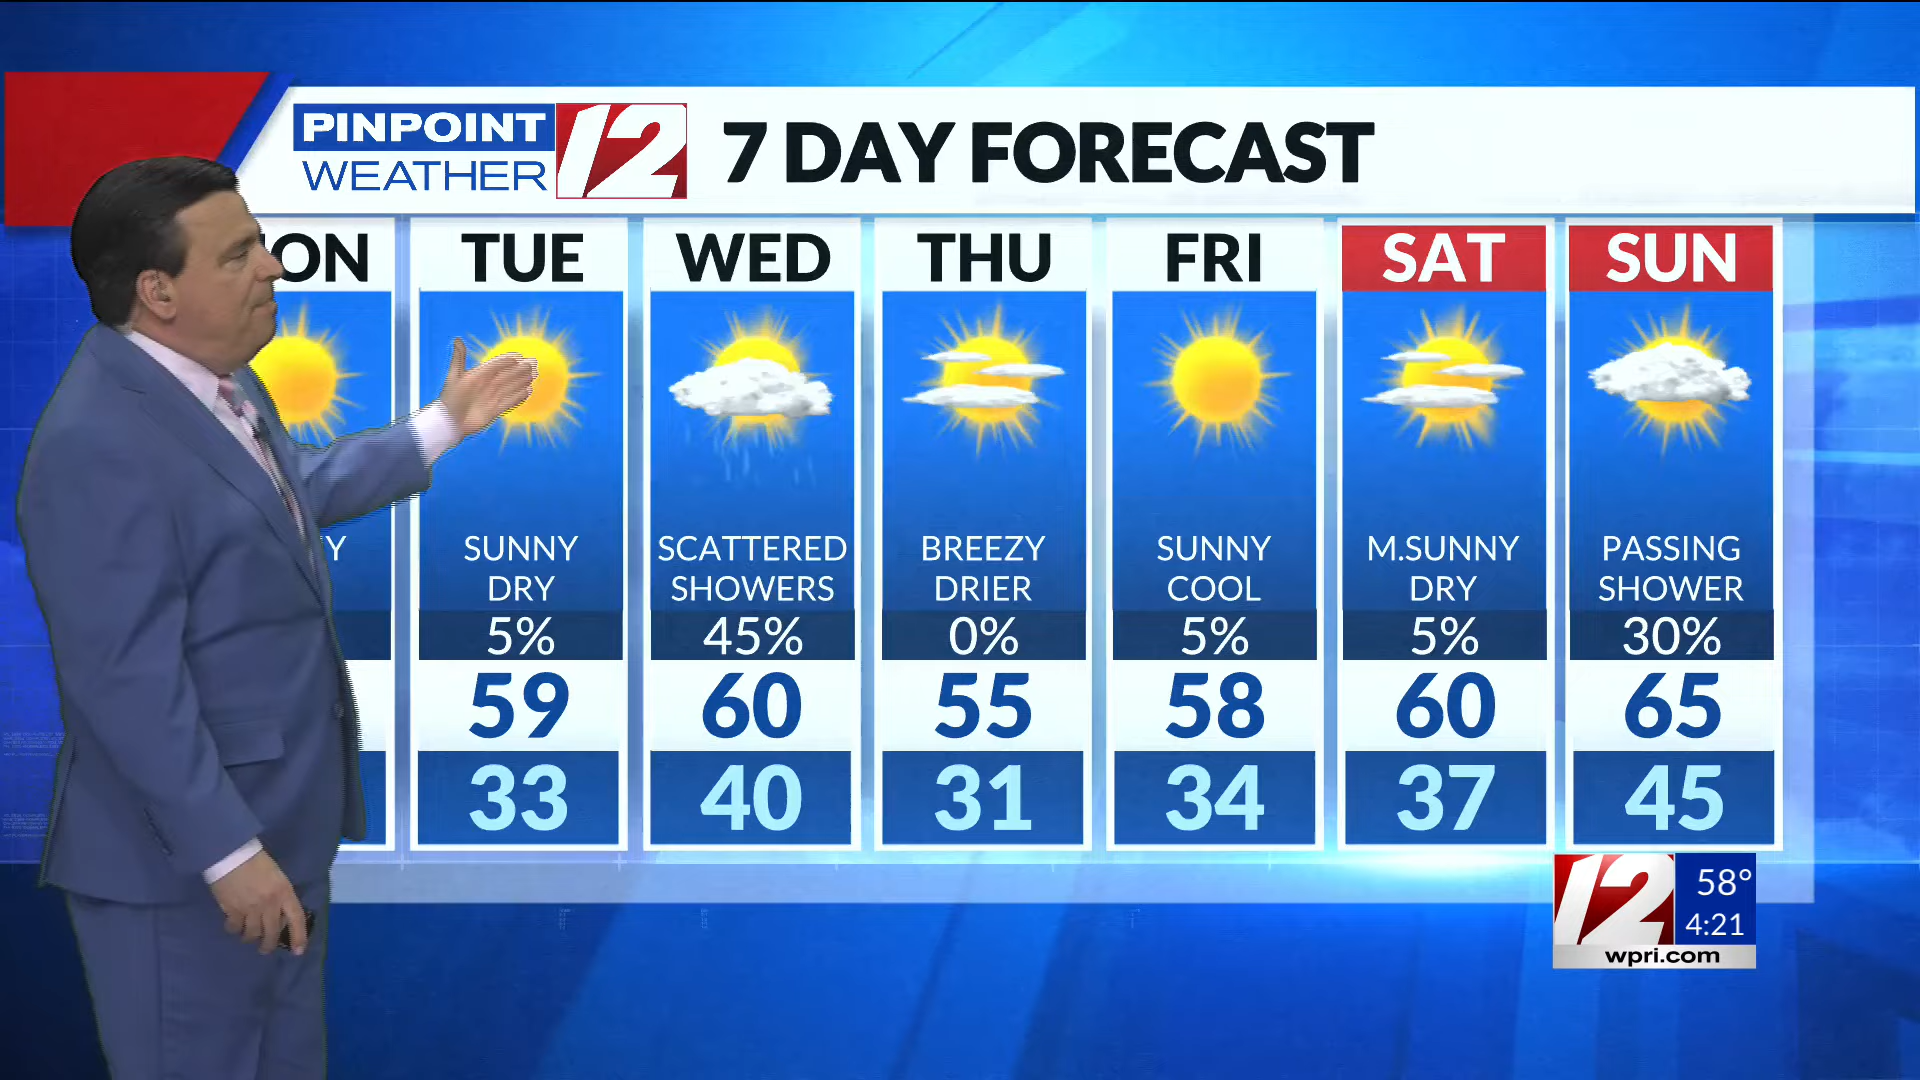 PINPOINT
WEATHER
12
7 DAY FORECAST
TUE
WED
THU
FRI
SAT
SUN
SUNNY
DRY
SCATTERED
SHOWERS
BREEZY
DRIER
SUNNY
COOL
M.SUNNY
DRY
PASSING
SHOWER
5%
45%
0%
5%
5%
30%
59
60
55
58
60
65
33
40
31
34
37
45
12
58°
4:21
wpri.com